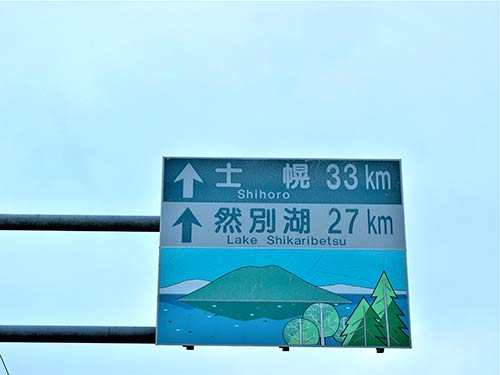 ↑ 士幌 33 km
Shihoro
↑ 然別湖 27 km
Lake Shikaribetsu